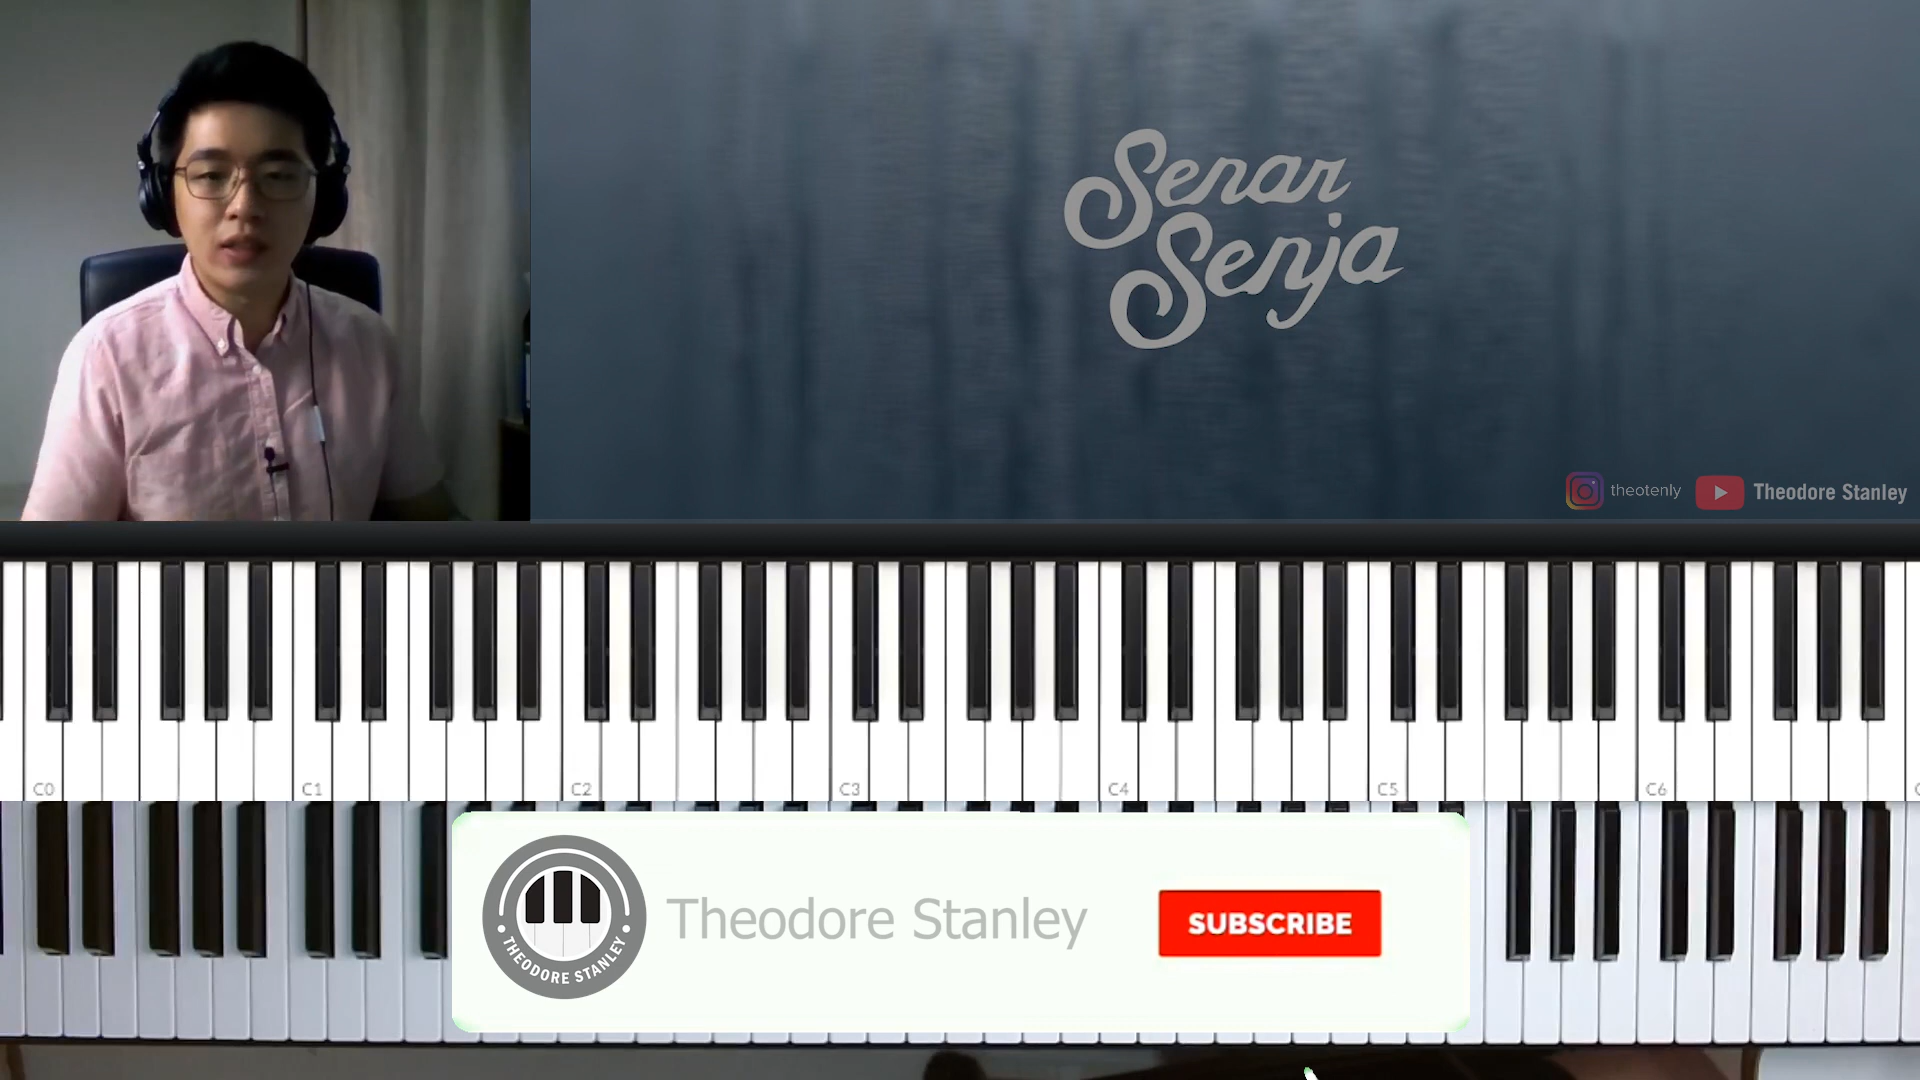 Senar
Senja
theotenly
Theodore Stanley
C0
C1
C2
C3
C4
C5
C6
THEODORE STANLEY
Theodore Stanley
SUBSCRIBE